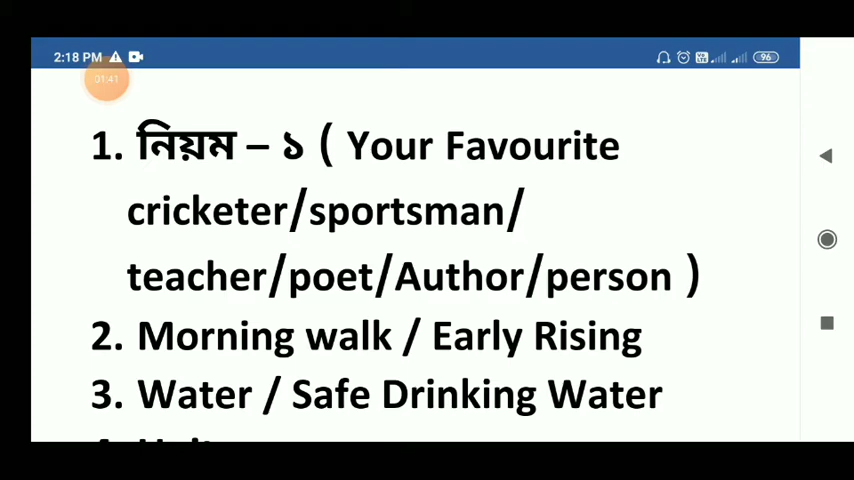 2:18 PM
01:41
96
1. নিয়ম – ১ ( Your Favourite
cricketer/sportsman/
teacher/poet/Author/person )
2. Morning walk / Early Rising
3. Water / Safe Drinking Water